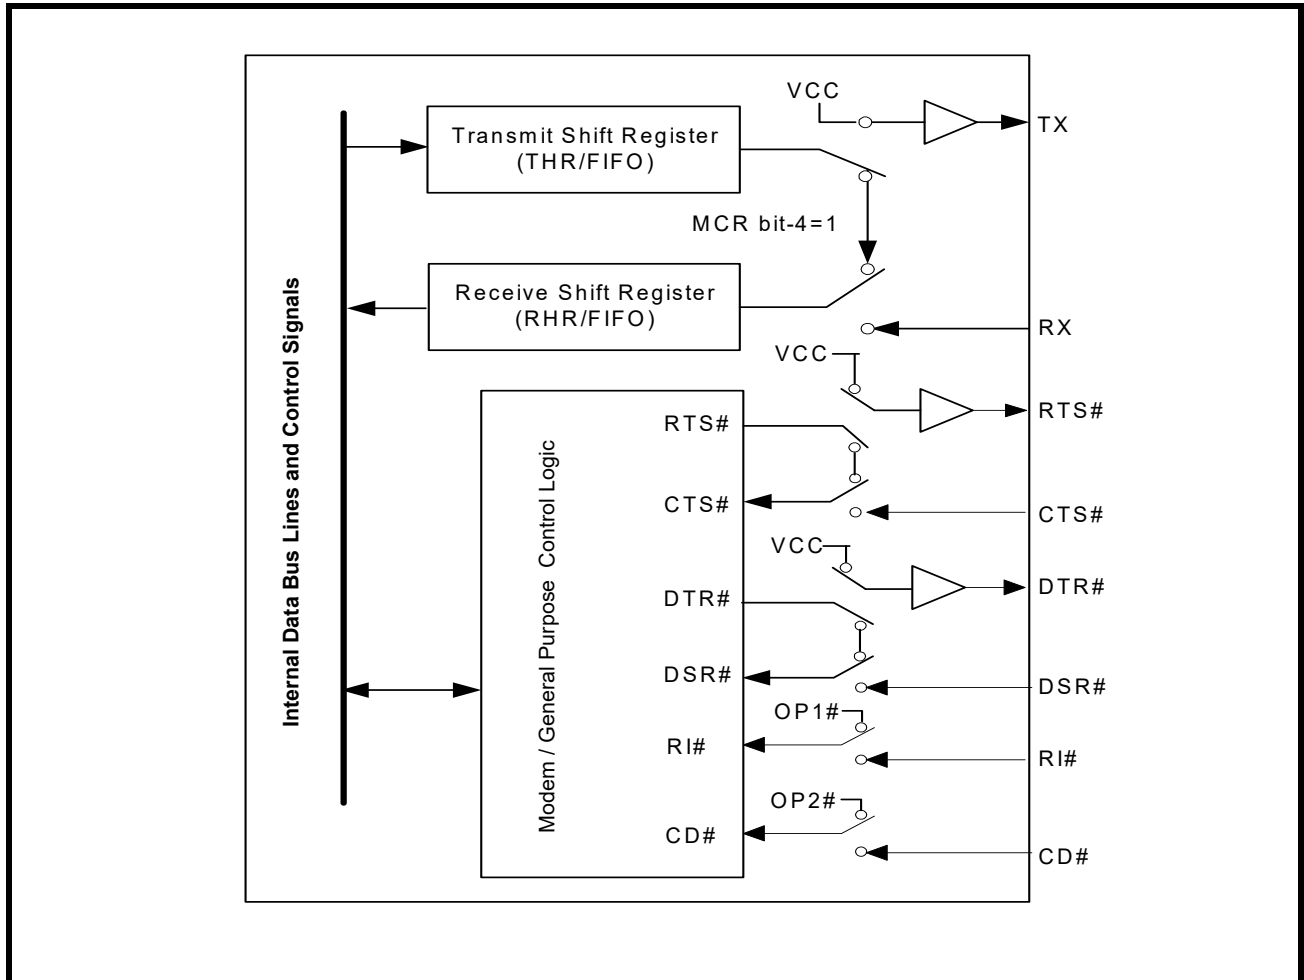 VCC
TX
Transmit Shift Register
(THR/FIFO)
MCR bit-4=1
Receive Shift Register
(RHR/FIFO)
RX
VCC
RTS#
RTS#
CTS#
CTS#
VCC
DTR#
DTR#
DSR#
DSR#
OP1#
RI#
RI#
OP2#
CD#
CD#
Internal Data Bus Lines and Control Signals
Modem / General Purpose Control Logic